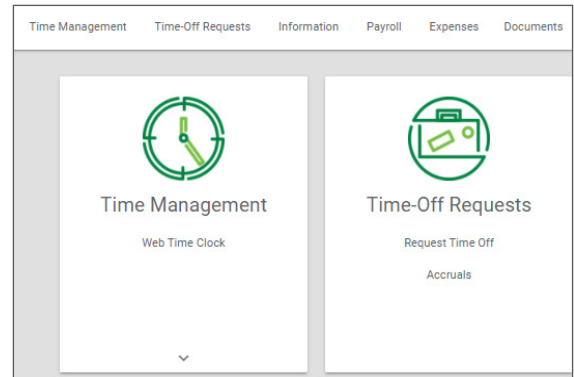 Time Management Time-Off Requests Information Payroll Expenses Documents
Time Management
Web Time Clock
Time-Off Requests
Request Time Off
Accruals